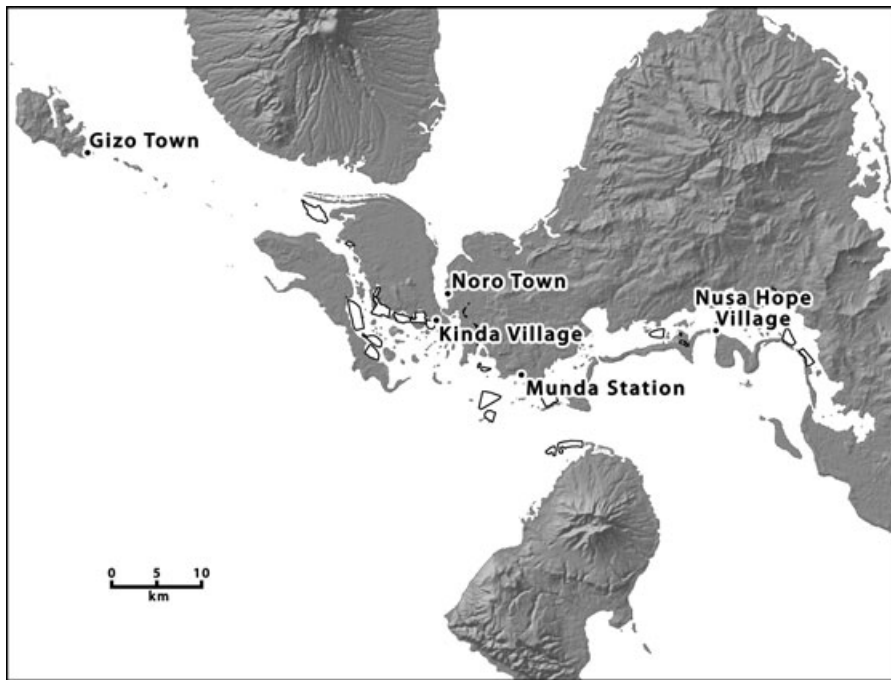 Gizo Town
Noro Town
Nusa Hope
Village
Kinda Village
Munda Station
0 5 10
km